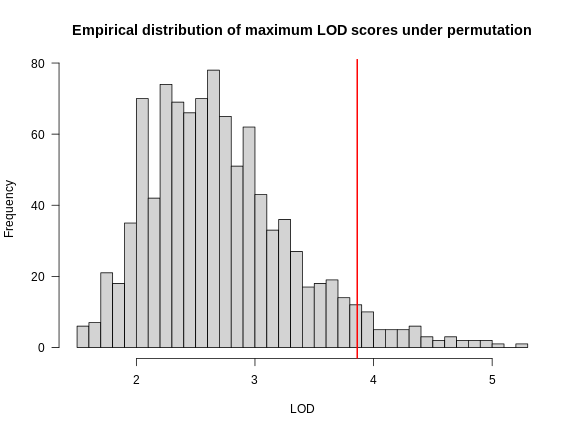 Empirical distribution of maximum LOD scores under permutation
80
60
40
20
0
Frequency
2 3 4 5
LOD